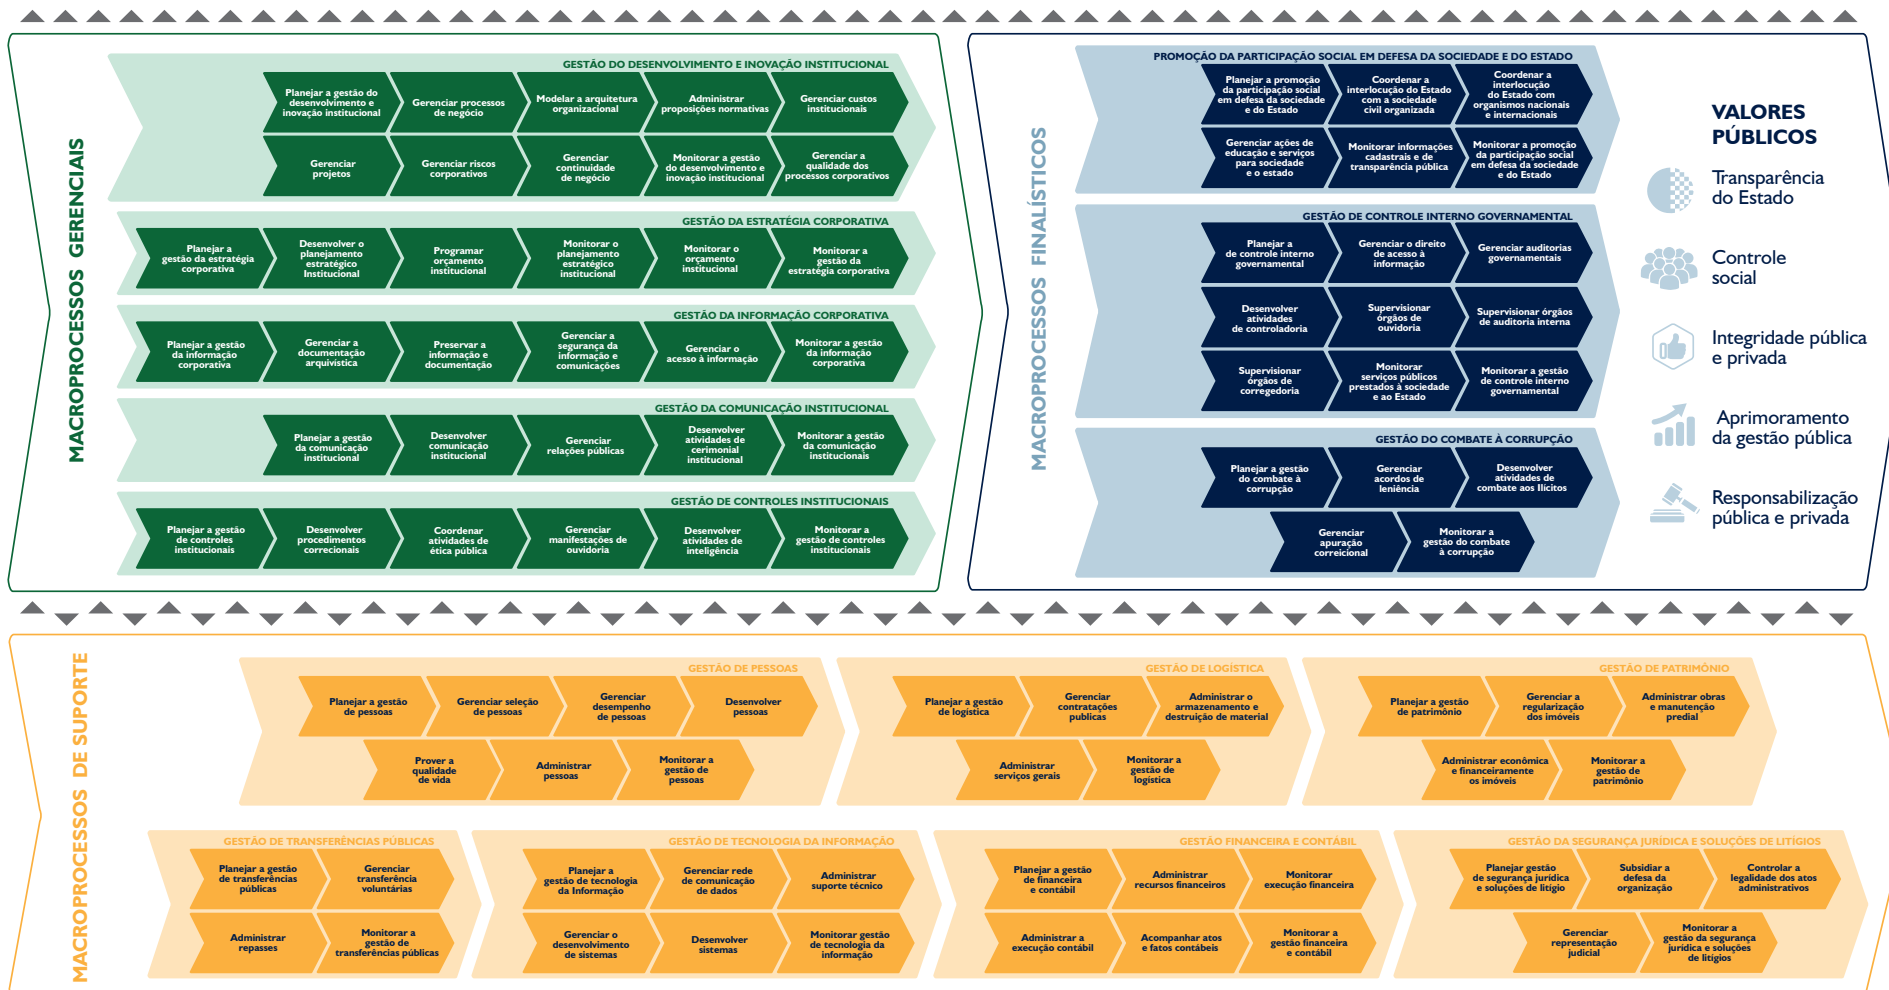 MACROPROCESSOS GERENCIAIS
GESTÃO DO DESENVOLVIMENTO E INOVAÇÃO INSTITUCIONAL
Planejar a gestão do
desenvolvimento e
inovação institucional
Gerenciar processos
de negócio
Modelar a arquitetura
organizacional
Administrar
proposições normativas
Gerenciar custos
institucionais
Gerenciar
projetos
Gerenciar riscos
corporativos
Gerenciar
continuidade
de negócio
Monitorar a gestão
do desenvolvimento e
inovação institucional
Gerenciar a
qualidade dos
processos corporativos
GESTÃO DA ESTRATÉGIA CORPORATIVA
Planejar a
gestão da estratégia
corporativa
Desenvolver o
planejamento
estratégico
Institucional
Programar
orçamento
institucional
Monitorar o
planejamento
estratégico
institucional
Monitorar o
orçamento
institucional
Monitorar a
gestão da
estratégia corporativa
GESTÃO DA INFORMAÇÃO CORPORATIVA
Planejar a gestão
da informação
corporativa
Gerenciar a
documentação
arquivística
Preservar a
informação e
documentação
Gerenciar a
segurança da
informação e
comunicações
Gerenciar o
acesso à informação
Monitorar a gestão
da informação
corporativa
GESTÃO DA COMUNICAÇÃO INSTITUCIONAL
Planejar a gestão
da comunicação
institucional
Desenvolver
comunicação
institucional
Gerenciar
relações públicas
Desenvolver
atividades de
cerimonial
institucional
Monitorar a gestão
da comunicação
institucionais
GESTÃO DE CONTROLES INSTITUCIONAIS
Planejar a gestão
de controles
institucionais
Desenvolver
procedimentos
correcionais
Coordenar
atividades de
ética pública
Gerenciar
manifestações de
ouvidoria
Desenvolver
atividades de
inteligência
Monitorar a
gestão de controles
institucionais
MACROPROCESSOS FINALÍSTICOS
PROMOÇÃO DA PARTICIPAÇÃO SOCIAL EM DEFESA DA SOCIEDADE E DO ESTADO
Planejar a promoção
da participação social
em defesa da sociedade
e do Estado
Coordenar a
interlocução do Estado
com a sociedade
civil organizada
Coordenar a
interlocução
do Estado com
organismos nacionais
e internacionais
Gerenciar ações de
educação e serviços
para sociedade
e o estado
Monitorar informações
cadastrais e de
transparência pública
Monitorar a promoção
da participação social
em defesa da sociedade
e do Estado
GESTÃO DE CONTROLE INTERNO GOVERNAMENTAL
Planejar a
de controle interno
governamental
Gerenciar o direito
de acesso à
informação
Gerenciar auditorias
governamentais
Desenvolver
atividades
de controladoria
Supervisionar
órgãos de
ouvidoria
Supervisionar órgãos
de auditoria interna
Supervisionar
órgãos de
corregedoria
Monitorar
serviços públicos
prestados à sociedade
e ao Estado
Monitorar a gestão
de controle interno
governamental
GESTÃO DO COMBATE À CORRUPÇÃO
Planejar a gestão
do combate à
corrupção
Gerenciar
acordos de
leniência
Desenvolver
atividades de
combate aos Ilícitos
Gerenciar
apuração
correicional
Monitorar a
gestão do combate
à corrupção
VALORES
PÚBLICOS
Transparência
do Estado
Controle
social
Integridade pública
e privada
Aprimoramento
da gestão pública
Responsabilização
pública e privada
MACROPROCESSOS DE SUPORTE
GESTÃO DE PESSOAS
Planejar a gestão
de pessoas
Gerenciar seleção
de pessoas
Gerenciar
desempenho
de pessoas
Desenvolver
pessoas
Prover a
qualidade
de vida
Administrar
pessoas
Monitorar a
gestão de
pessoas
GESTÃO DE LOGÍSTICA
Planejar a gestão
de logística
Gerenciar
contratações
publicas
Administrar o
armazenamento e
destruição de material
Administrar
serviços gerais
Monitorar a
gestão de
logística
GESTÃO DE PATRIMÔNIO
Planejar a gestão
de patrimônio
Gerenciar a
regularização
dos imóveis
Administrar obras
e manutenção
predial
Administrar econômica
e financeiramente
os imóveis
Monitorar a
gestão de
patrimônio
GESTÃO DE TRANSFERÊNCIAS PÚBLICAS
Planejar a gestão
de transferências
públicas
Gerenciar
transferência
voluntárias
Administrar
repasses
Monitorar a
gestão de
transferências públicas
GESTÃO DE TECNOLOGIA DA INFORMAÇÃO
Planejar a
gestão de tecnologia
da Informação
Gerenciar rede
de comunicação
de dados
Administrar
suporte técnico
Gerenciar o
desenvolvimento
de sistemas
Desenvolver
sistemas
Monitorar gestão
de tecnologia da
informação
GESTÃO FINANCEIRA E CONTÁBIL
Planejar a gestão
de financeira
e contábil
Administrar
recursos financeiros
Monitorar
execução financeira
Administrar a
execução contábil
Acompanhar atos
e fatos contábeis
Monitorar a
gestão financeira
e contábil
GESTÃO DA SEGURANÇA JURÍDICA E SOLUÇÕES DE LITÍGIOS
Planejar gestão
de segurança jurídica
e soluções de litígio
Subsidiar a
defesa da
organização
Controlar a
legalidade dos atos
administrativos
Gerenciar
representação
judicial
Monitorar a
gestão da segurança
jurídica e soluções
de litígios